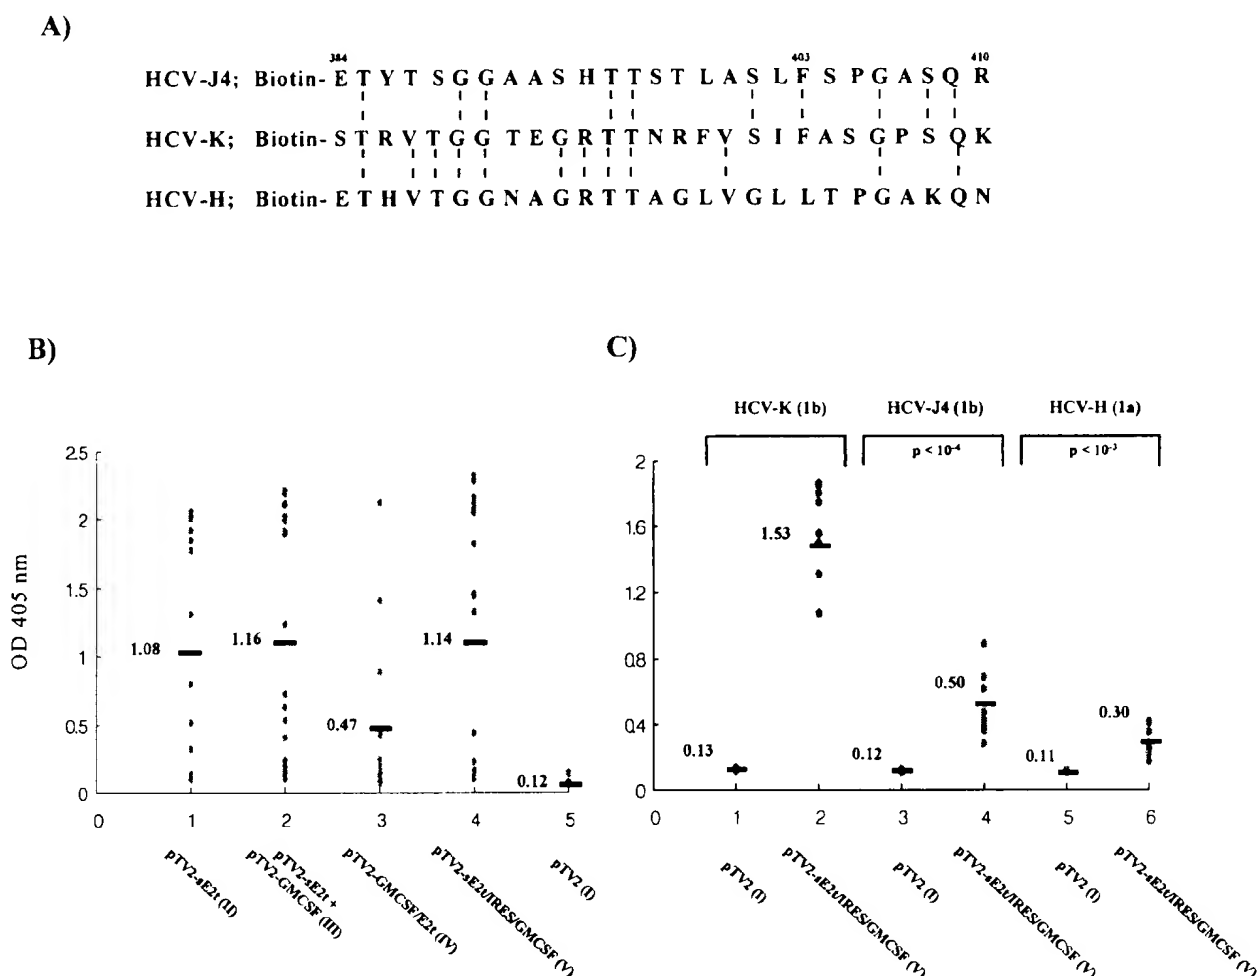 A)
384 403 410
HCV-J4; Biotin- E T Y T S G G A A S H T T S T L A S L F S P G A S Q R
HCV-K; Biotin- S T R V T G G T E G R T T N R F V S I F A S G P S Q K
HCV-H; Biotin- E T H V T G G N A G R T T A G L V G L L T P G A K Q N
B)
OD 405 nm
2.5
2
1.5
1
0.5
0
1.08
1.16
0.47
1.14
0.12
0 1 2 3 4 5
pTV2-sE2t (II)
pTV2-sE2t +
pTV2-GMCSF (III)
pTV2-GMCSF/E2t (IV)
pTV2-sE2t/IRES/GMCSF (V)
pTV2 (I)
C)
HCV-K (1b) HCV-J4 (1b) HCV-H (1a)
p < 10⁻⁴ p < 10⁻³
2
1.6
1.2
0.8
0.4
0
0.13
1.53
0.12
0.50
0.11
0.30
0 1 2 3 4 5 6
pTV2 (I)
pTV2-sE2t/IRES/GMCSF (V)
pTV2 (I)
pTV2-sE2t/IRES/GMCSF (V)
pTV2 (I)
pTV2-sE2t/IRES/GMCSF (V)